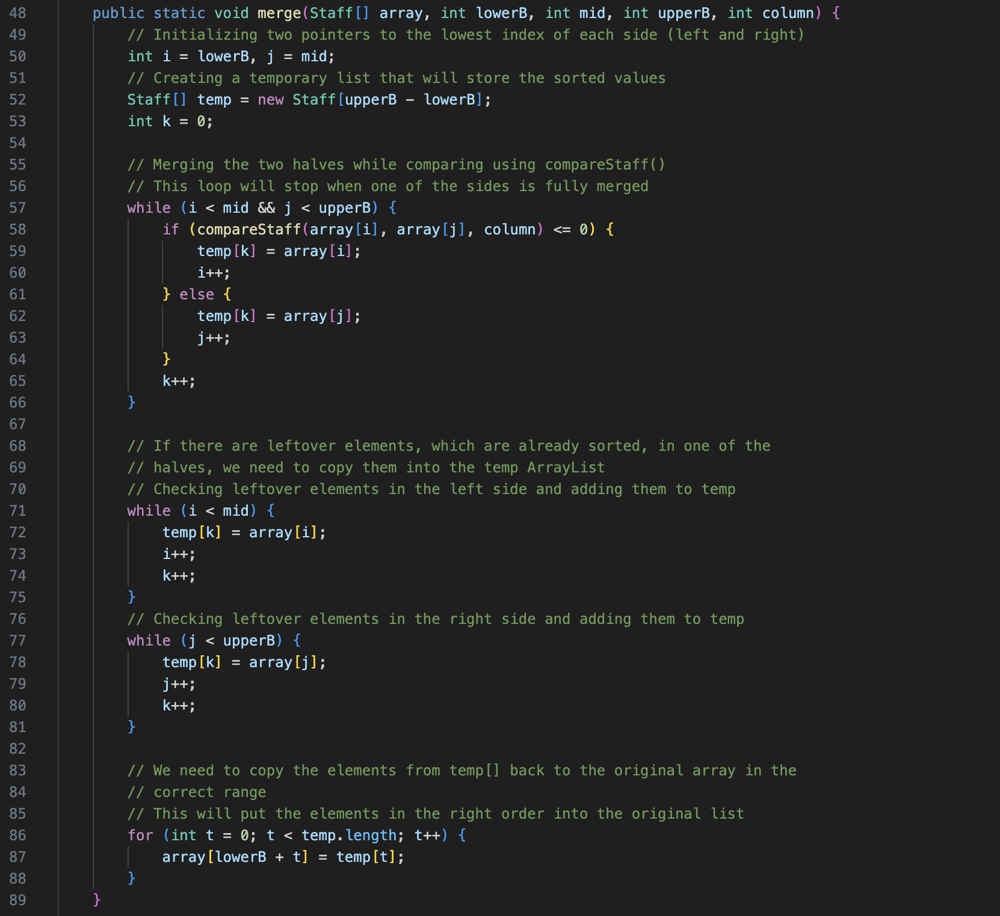 48 public static void merge(Staff[] array, int lowerB, int mid, int upperB, int column) {
49 // Initializing two pointers to the lowest index of each side (left and right)
50 int i = lowerB, j = mid;
51 // Creating a temporary list that will store the sorted values
52 Staff[] temp = new Staff[upperB - lowerB];
53 int k = 0;
54
55 // Merging the two halves while comparing using compareStaff()
56 // This loop will stop when one of the sides is fully merged
57 while (i < mid && j < upperB) {
58 if (compareStaff(array[i], array[j], column) <= 0) {
59 temp[k] = array[i];
60 i++;
61 } else {
62 temp[k] = array[j];
63 j++;
64 }
65 k++;
66 }
67
68 // If there are leftover elements, which are already sorted, in one of the
69 // halves, we need to copy them into the temp ArrayList
70 // Checking leftover elements in the left side and adding them to temp
71 while (i < mid) {
72 temp[k] = array[i];
73 i++;
74 k++;
75 }
76 // Checking leftover elements in the right side and adding them to temp
77 while (j < upperB) {
78 temp[k] = array[j];
79 j++;
80 k++;
81 }
82
83 // We need to copy the elements from temp[] back to the original array in the
84 // correct range
85 // This will put the elements in the right order into the original list
86 for (int t = 0; t < temp.length; t++) {
87 array[lowerB + t] = temp[t];
88 }
89 }